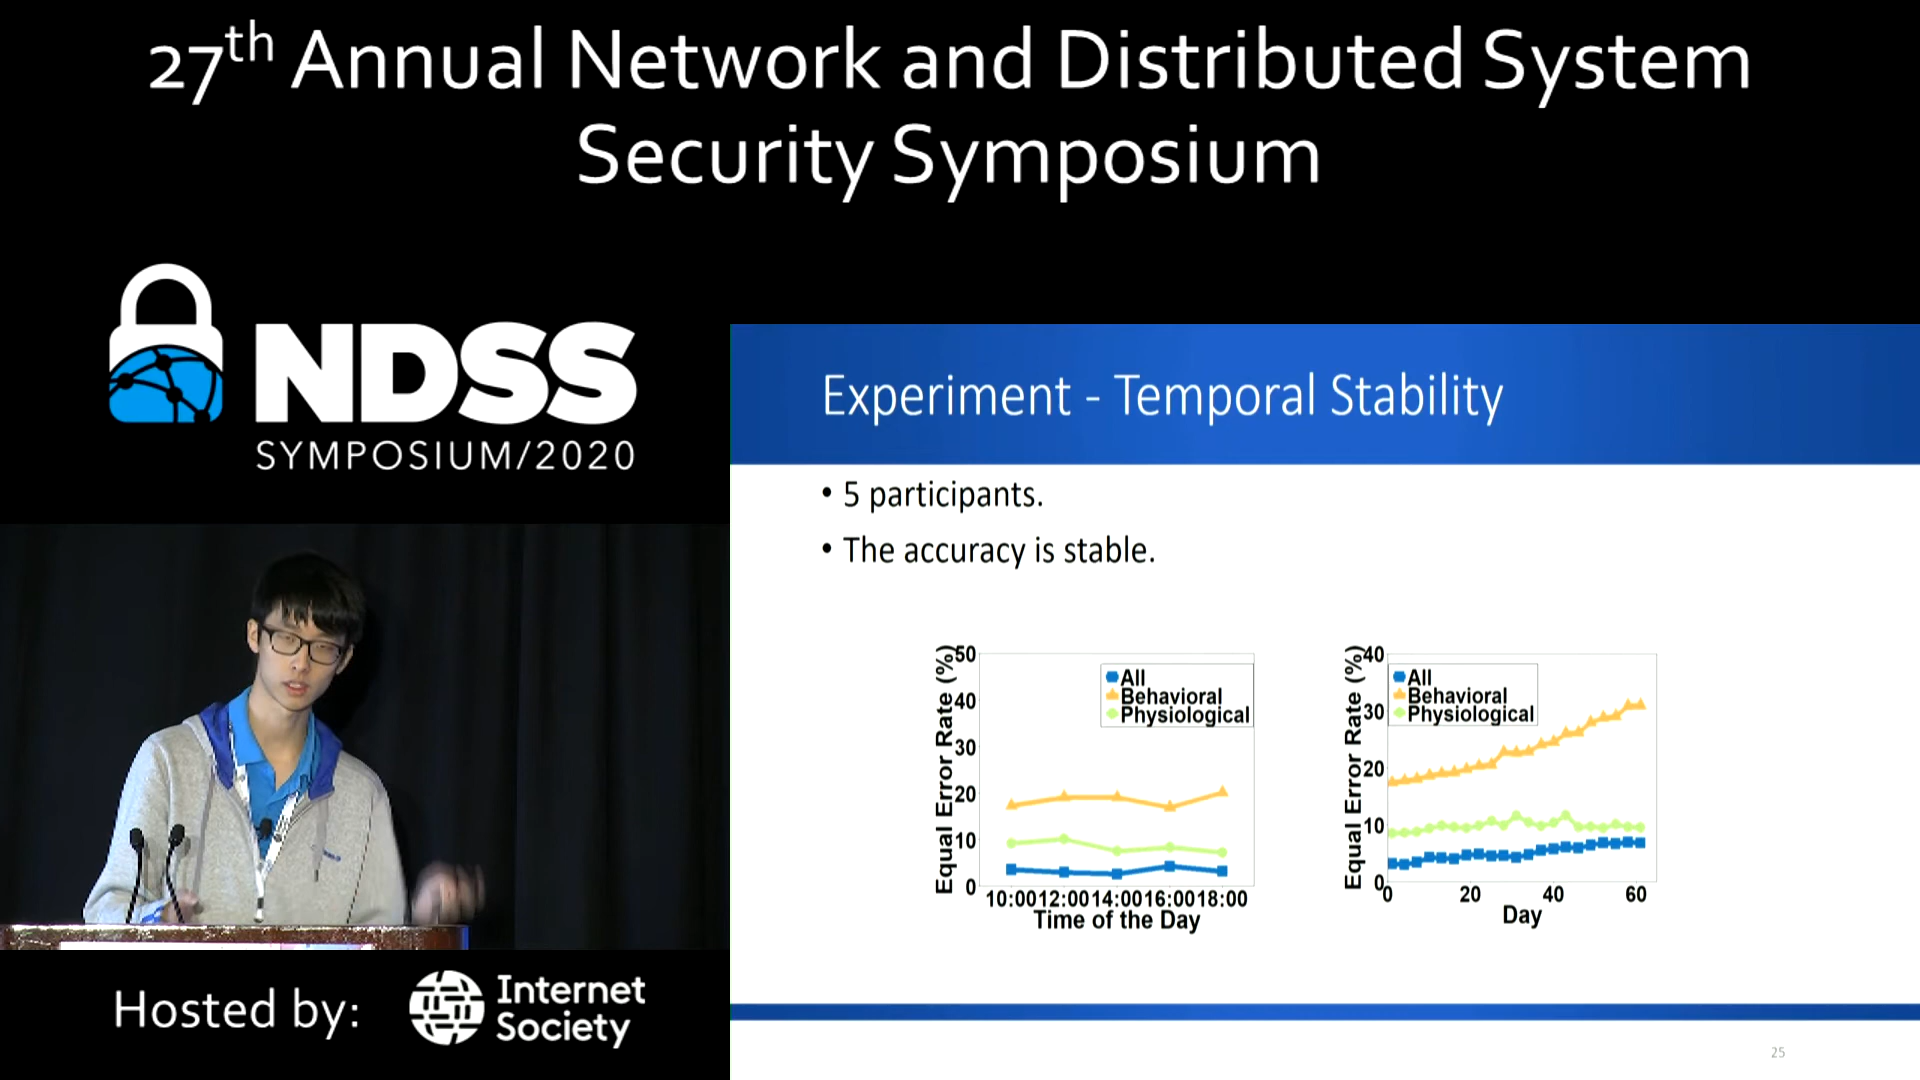 27th Annual Network and Distributed System
Security Symposium
NDSS
SYMPOSIUM/2020
Experiment - Temporal Stability
• 5 participants.
• The accuracy is stable.
Equal Error Rate (%)
50
40
30
20
10
0
All
Behavioral
Physiological
10:00 12:00 14:00 16:00 18:00
Time of the Day
Equal Error Rate (%)
40
30
20
10
0
All
Behavioral
Physiological
0 20 40 60
Day
Hosted by:
Internet
Society
25